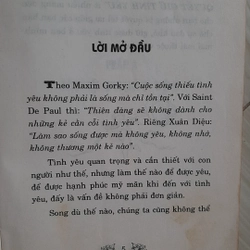 LỜI MỞ ĐẦU
Theo Maxim Gorky: "Cuộc sống thiếu tình
yêu không phải là sống mà chỉ tồn tại". Với Saint
De Paul thì: "Thiên đàng sẽ không dành cho
những kẻ cằn cỗi tình yêu". Riêng Xuân Diệu:
"Làm sao sống được mà không yêu, không nhớ,
không thương một kẻ nào".
Tình yêu quan trọng và cần thiết với con
người như thế, nhưng làm thế nào để được yêu,
để được hạnh phúc mỹ mãn khi đến với tình
yêu, đấy là vấn đề không phải đơn giản.
Song dù thế nào, chúng ta cũng không thể
5